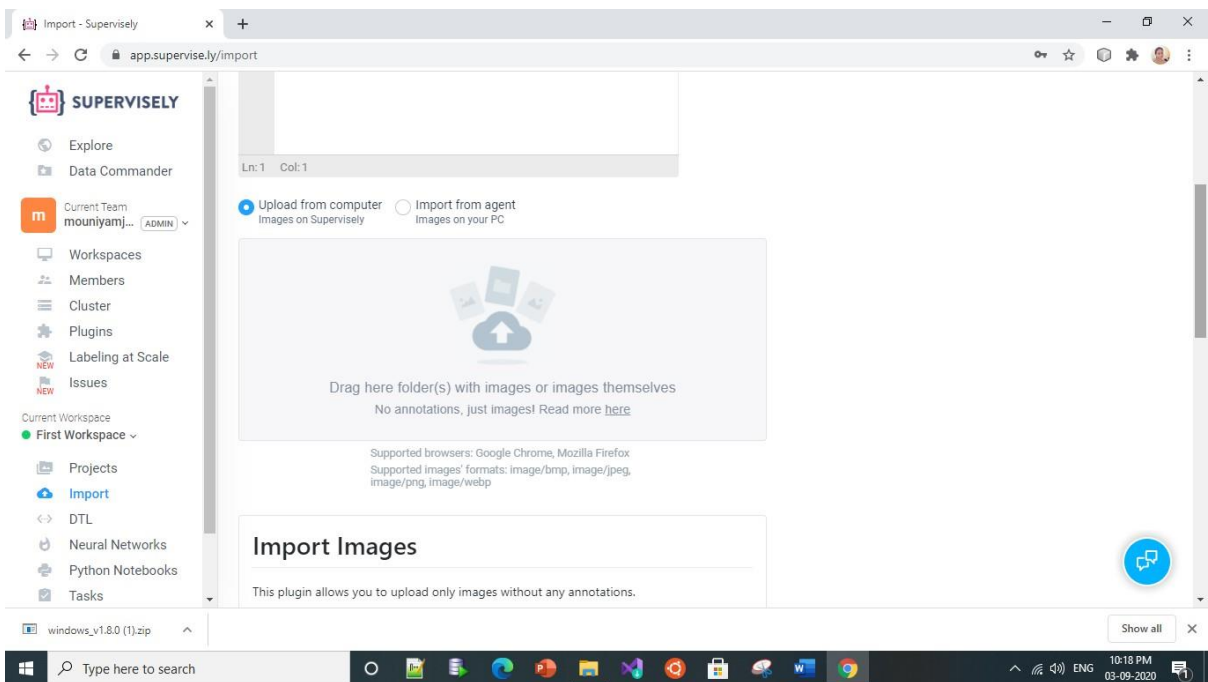 Import - Supervisely
app.supervise.ly/import
SUPERVISELY
Explore
Data Commander
m
Current Team
mouniyamj... ADMIN
Workspaces
Members
Cluster
Plugins
Labeling at Scale
NEW
Issues
NEW
Current Workspace
First Workspace
Projects
Import
DTL
Neural Networks
Python Notebooks
Tasks
Ln: 1 Col: 1
Upload from computer
Images on Supervisely
Import from agent
Images on your PC
Drag here folder(s) with images or images themselves
No annotations, just images! Read more here
Supported browsers: Google Chrome, Mozilla Firefox
Supported images' formats: image/bmp, image/jpeg,
image/png, image/webp
Import Images
This plugin allows you to upload only images without any annotations.
windows_v1.8.0 (1).zip
Show all
Type here to search
ENG
10:18 PM
03-09-2020
1